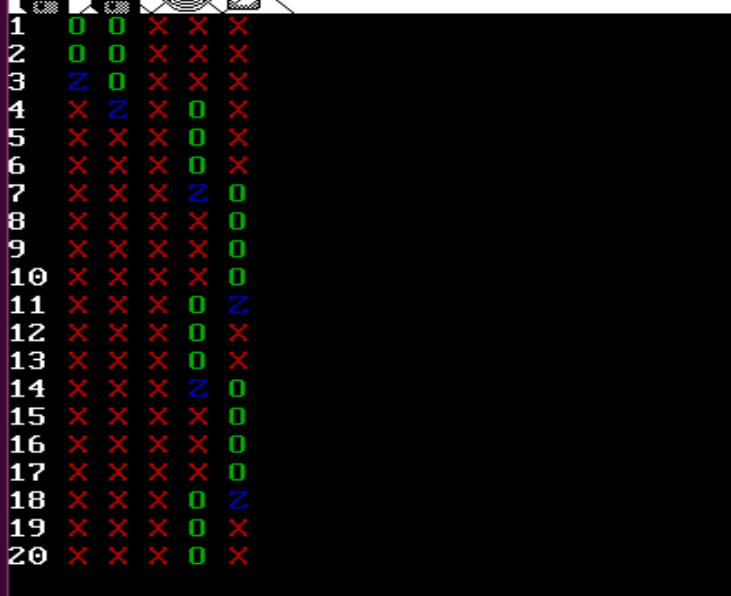 1 O O X X X
2 O O X X X
3 Z O X X X
4 X Z X O X
5 X X X O X
6 X X X O X
7 X X X Z O
8 X X X X O
9 X X X X O
10 X X X X O
11 X X X O Z
12 X X X O X
13 X X X O X
14 X X X Z O
15 X X X X O
16 X X X X O
17 X X X X O
18 X X X O Z
19 X X X O X
20 X X X O X